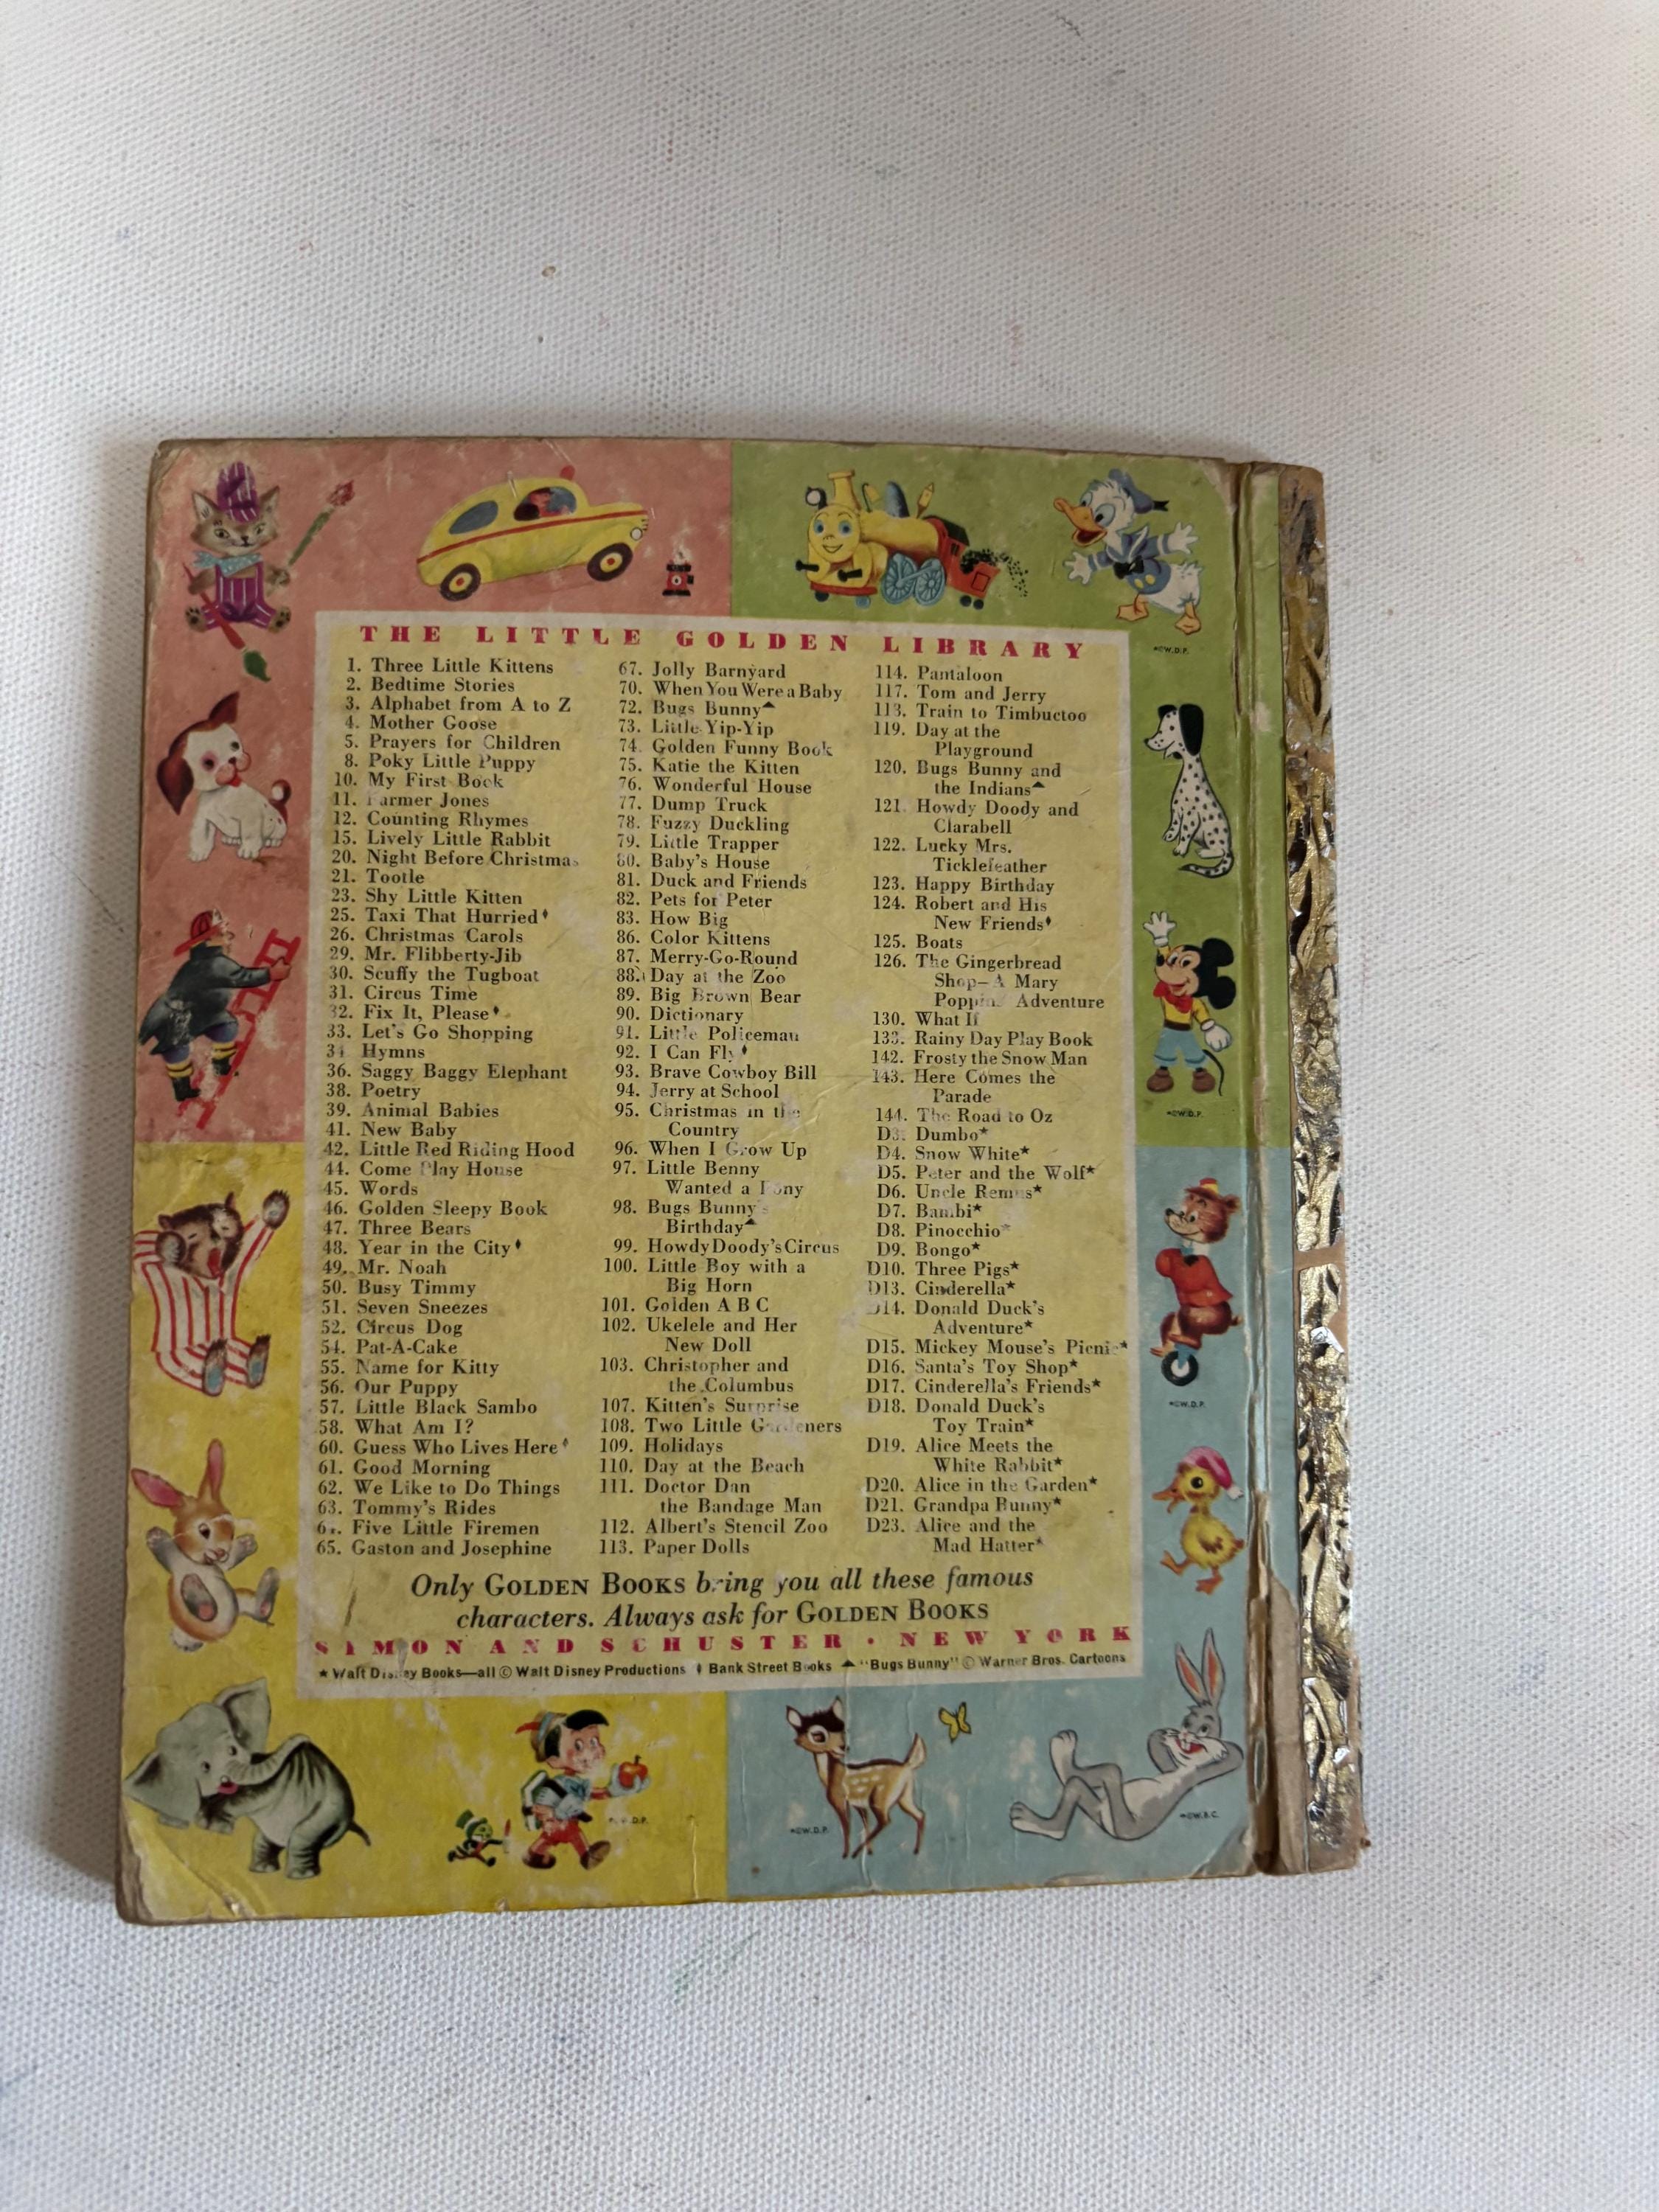 THE LITTLE GOLDEN LIBRARY
1. Three Little Kittens
2. Bedtime Stories
3. Alphabet from A to Z
4. Mother Goose
5. Prayers for Children
8. Poky Little Puppy
10. My First Book
11. Farmer Jones
12. Counting Rhymes
15. Lively Little Rabbit
20. Night Before Christmas
21. Tootle
23. Shy Little Kitten
25. Taxi That Hurried♦
26. Christmas Carols
29. Mr. Flibberty-Jib
30. Scuffy the Tugboat
31. Circus Time
32. Fix It, Please♦
33. Let's Go Shopping
34 Hymns
36. Saggy Baggy Elephant
38. Poetry
39. Animal Babies
41. New Baby
42. Little Red Riding Hood
44. Come Play House
45. Words
46. Golden Sleepy Book
47. Three Bears
48. Year in the City♦
49. Mr. Noah
50. Busy Timmy
51. Seven Sneezes
52. Circus Dog
54. Pat-A-Cake
55. Name for Kitty
56. Our Puppy
57. Little Black Sambo
58. What Am I?
60. Guess Who Lives Here♦
61. Good Morning
62. We Like to Do Things
63. Tommy's Rides
Five Little Firemen
65. Gaston and Josephine
67. Jolly Barnyard
70. When You Were a Baby
72. Bugs Bunny▲
73. Little Yip-Yip
74. Golden Funny Book
75. Katie the Kitten
76. Wonderful House
77. Dump Truck
78. Fuzzy Duckling
79. Little Trapper
80. Baby's House
81. Duck and Friends
82. Pets for Peter
83. How Big
86. Color Kittens
87. Merry-Go-Round
88. Day at the Zoo
89. Big Brown Bear
90. Dictionary
91. Little Policeman
92. I Can Fly♦
93. Brave Cowboy Bill
94. Jerry at School
95. Christmas in the
Country
96. When I Grow Up
97. Little Benny
Wanted a Pony
98. Bugs Bunny's
Birthday▲
99. Howdy Doody's Circus
100. Little Boy with a
Big Horn
101. Golden A B C
102. Ukelele and Her
New Doll
103. Christopher and
the Columbus
107. Kitten's Surprise
108. Two Little Gardeners
109. Holidays
110. Day at the Beach
111. Doctor Dan
the Bandage Man
112. Albert's Stencil Zoo
113. Paper Dolls
114. Pantaloon
117. Tom and Jerry
118. Train to Timbuctoo
119. Day at the
Playground
120. Bugs Bunny and
the Indians▲
121 Howdy Doody and
Clarabell
122. Lucky Mrs.
Ticklefeather
123. Happy Birthday
124. Robert and His
New Friends♦
125. Boats
126. The Gingerbread
Shop—A Mary
Poppins Adventure
130. What If
133. Rainy Day Play Book
142. Frosty the Snow Man
143. Here Comes the
Parade
144. The Road to Oz
D3. Dumbo★
D4. Snow White★
D5. Peter and the Wolf★
D6. Uncle Remus★
D7. Bambi★
D8. Pinocchio★
D9. Bongo★
D10. Three Pigs★
D13. Cinderella★
D14. Donald Duck's
Adventure★
D15. Mickey Mouse's Picnic★
D16. Santa's Toy Shop★
D17. Cinderella's Friends★
D18. Donald Duck's
Toy Train★
D19. Alice Meets the
White Rabbit★
D20. Alice in the Garden★
D21. Grandpa Bunny★
D23. Alice and the
Mad Hatter★
Only GOLDEN BOOKS bring you all these famous
characters. Always ask for GOLDEN BOOKS
SIMON AND SCHUSTER • NEW YORK
★ Walt Disney Books—all © Walt Disney Productions ♦ Bank Street Books ▲ "Bugs Bunny" © Warner Bros. Cartoons
©W.D.P.
©W.D.P.
©W.D.P.
©W.D.P.
©W.B.C.